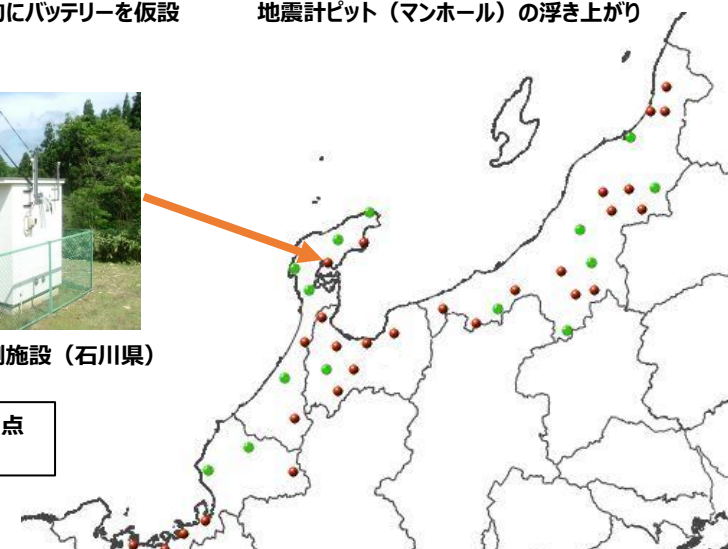 的にバッテリーを仮設
地震計ピット（マンホール）の浮き上がり
測施設（石川県）
点